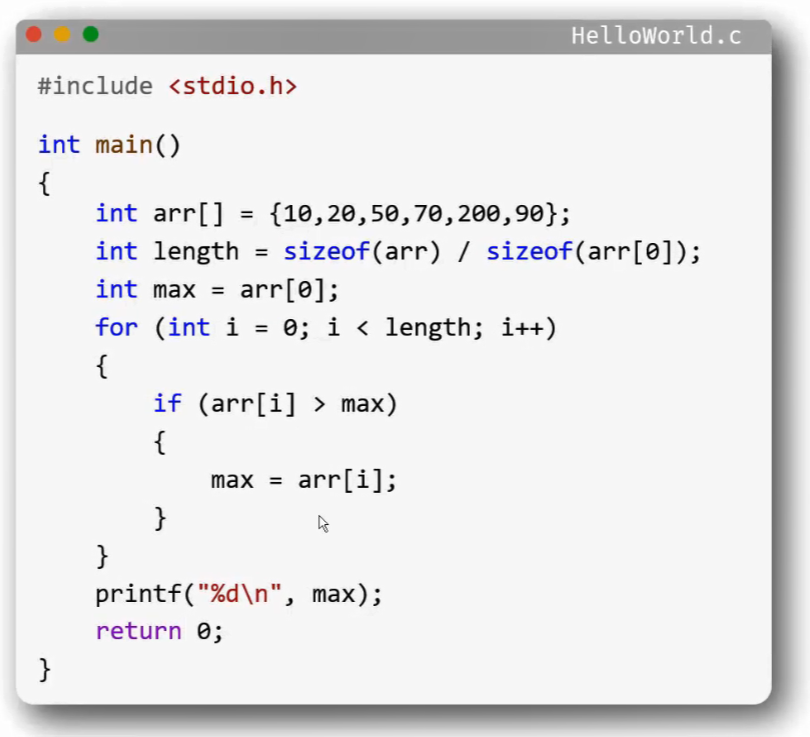 HelloWorld.c
#include <stdio.h>
int main()
{
    int arr[] = {10,20,50,70,200,90};
    int length = sizeof(arr) / sizeof(arr[0]);
    int max = arr[0];
    for (int i = 0; i < length; i++)
    {
        if (arr[i] > max)
        {
            max = arr[i];
        }
    }
    printf("%d\n", max);
    return 0;
}